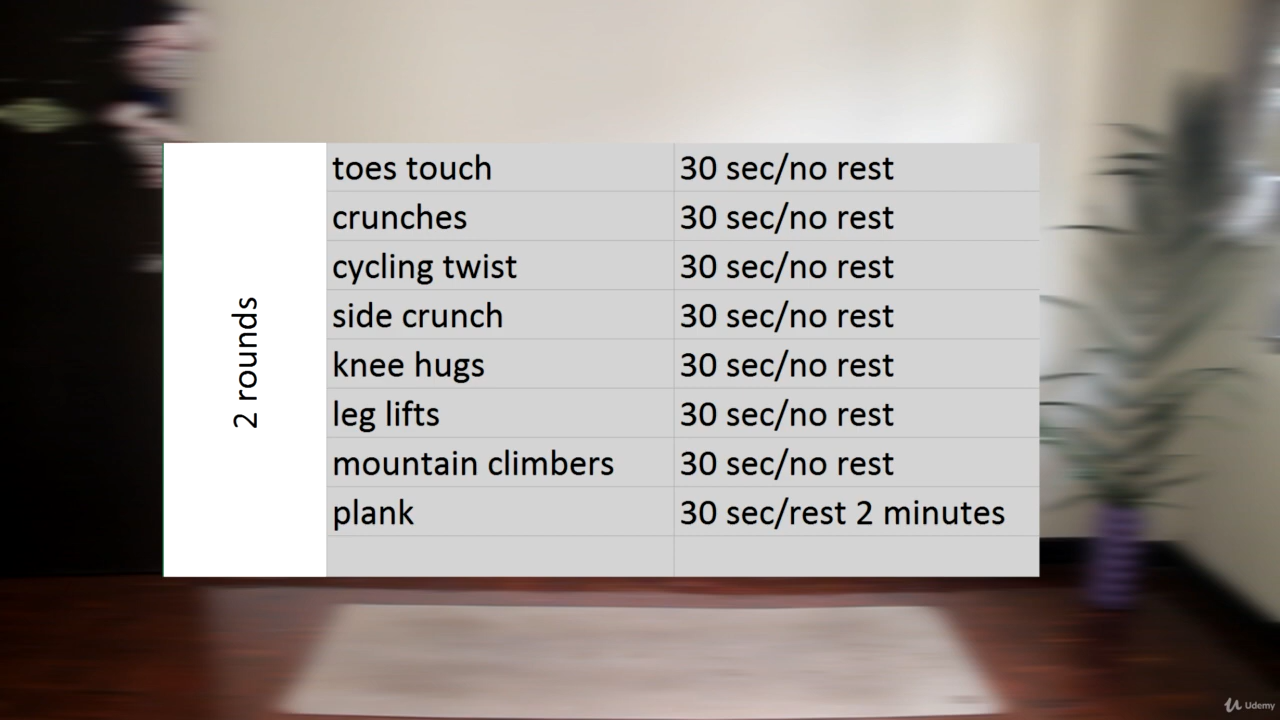 2 rounds
toes touch 30 sec/no rest
crunches 30 sec/no rest
cycling twist 30 sec/no rest
side crunch 30 sec/no rest
knee hugs 30 sec/no rest
leg lifts 30 sec/no rest
mountain climbers 30 sec/no rest
plank 30 sec/rest 2 minutes
Udemy